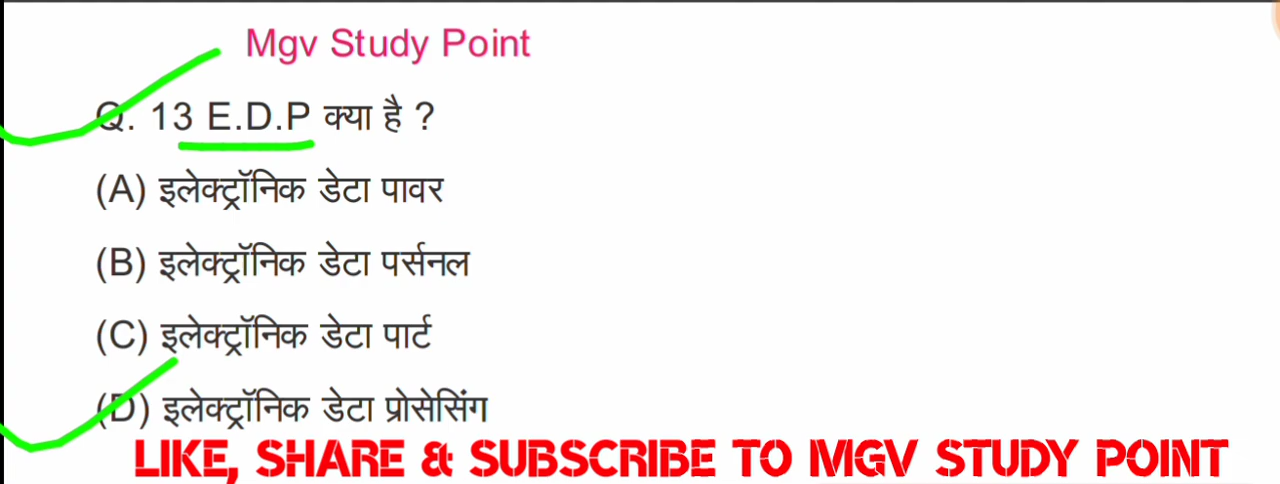 Mgv Study Point
Q. 13 E.D.P क्या है ?
(A) इलेक्ट्रॉनिक डेटा पावर
(B) इलेक्ट्रॉनिक डेटा पर्सनल
(C) इलेक्ट्रॉनिक डेटा पार्ट
(D) इलेक्ट्रॉनिक डेटा प्रोसेसिंग
LIKE, SHARE & SUBSCRIBE TO MGV STUDY POINT